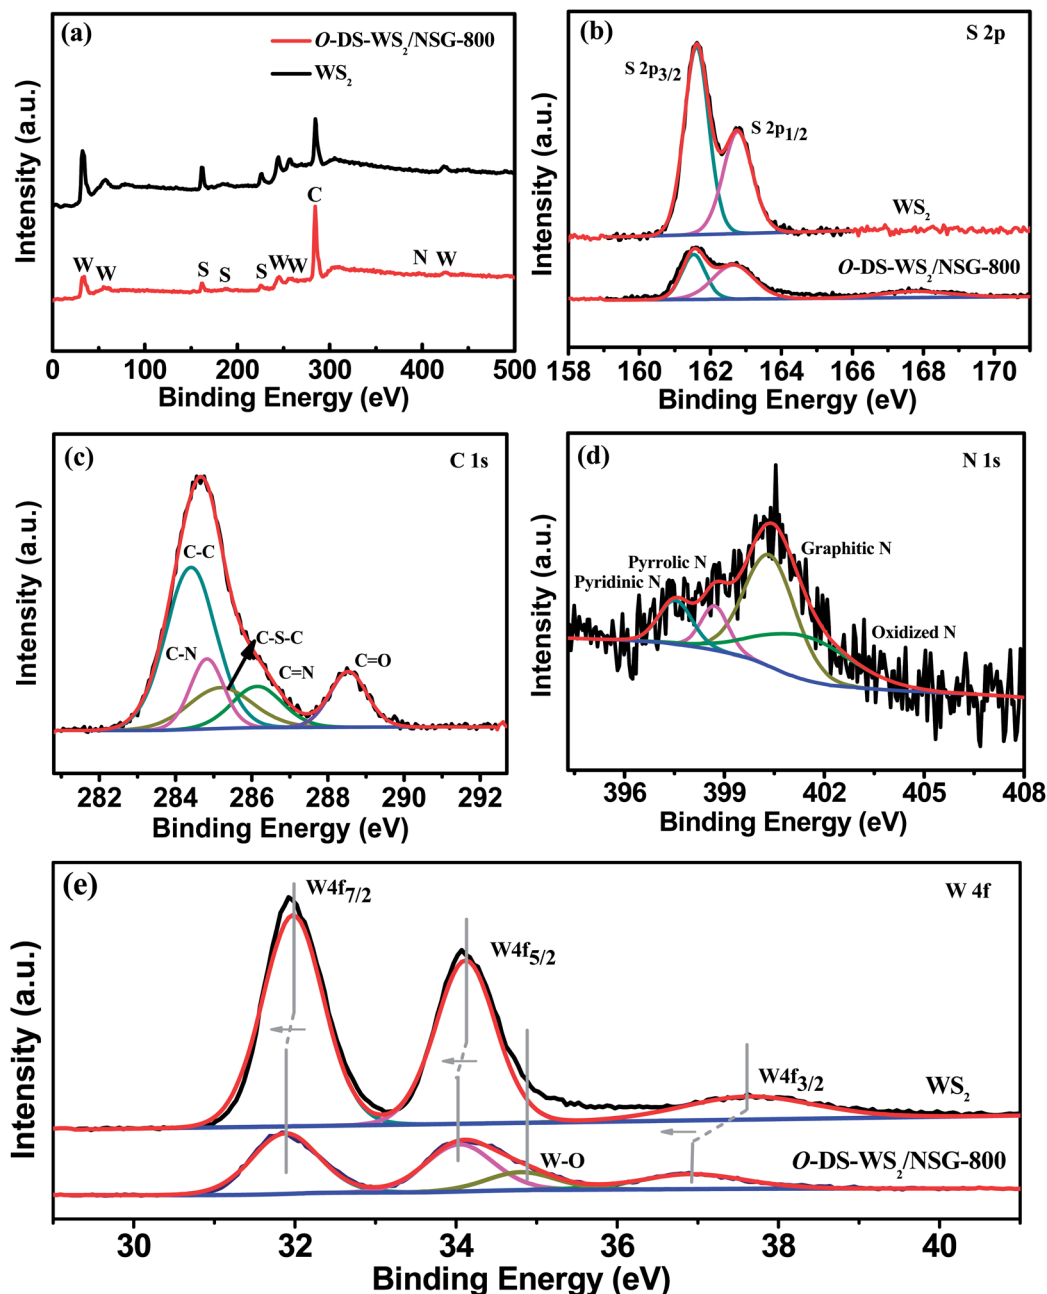 (a)
O-DS-WS2/NSG-800
WS2
C
W W S S S W W N W
Intensity (a.u.)
0 100 200 300 400 500
Binding Energy (eV)
(b)
S 2p
S 2p3/2
S 2p1/2
WS2
O-DS-WS2/NSG-800
Intensity (a.u.)
158 160 162 164 166 168 170
Binding Energy (eV)
(c)
C 1s
C-C
C-S-C
C-N
C=N
C=O
Intensity (a.u.)
282 284 286 288 290 292
Binding Energy (eV)
(d)
N 1s
Pyrrolic N
Graphitic N
Pyridinic N
Oxidized N
Intensity (a.u.)
396 399 402 405 408
Binding Energy (eV)
(e)
W 4f
W4f7/2
W4f5/2
W4f3/2
WS2
W-O
O-DS-WS2/NSG-800
Intensity (a.u.)
30 32 34 36 38 40
Binding Energy (eV)